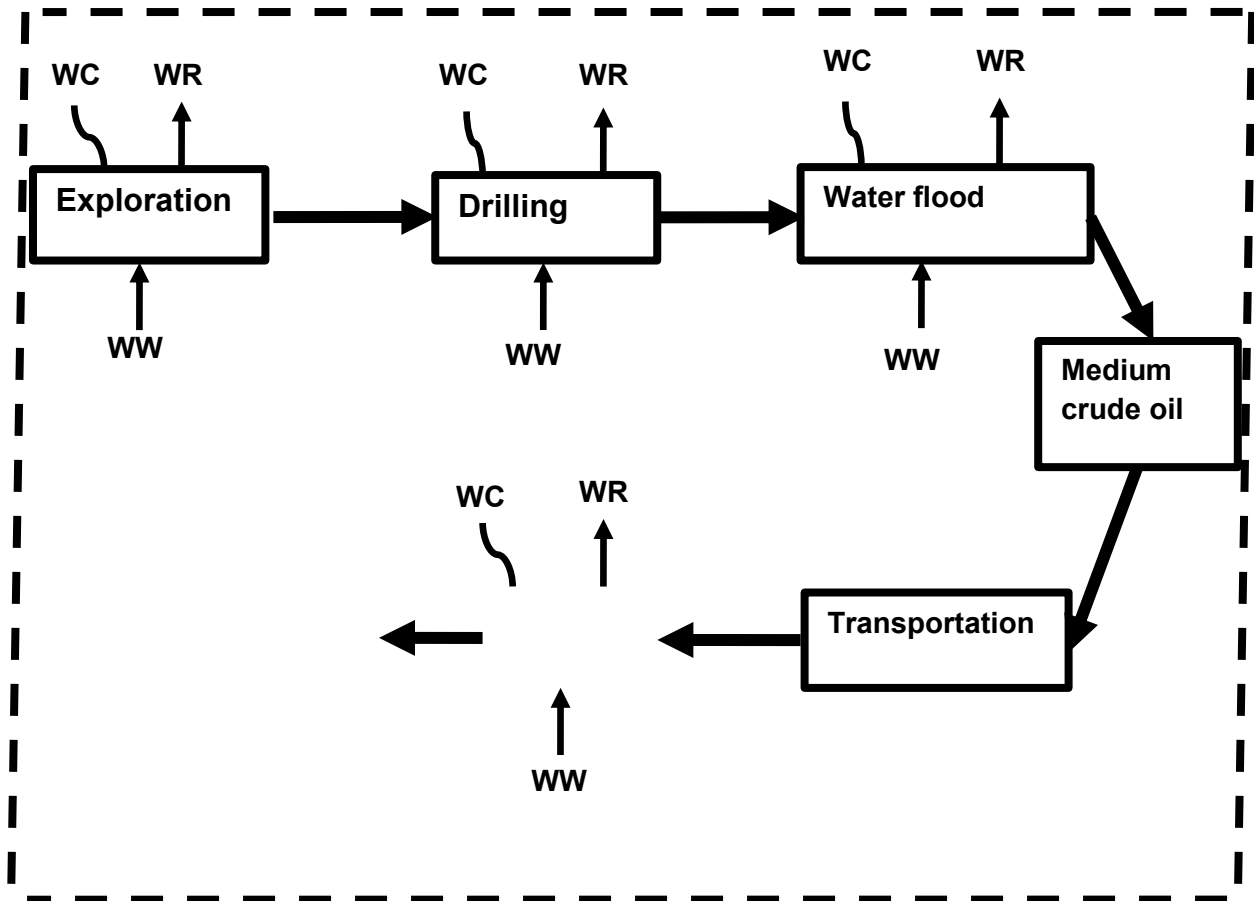 WC WR
WC WR
WC WR
Exploration
Drilling
Water flood
WW
WW
WW
Medium
crude oil
WC WR
Transportation
WW